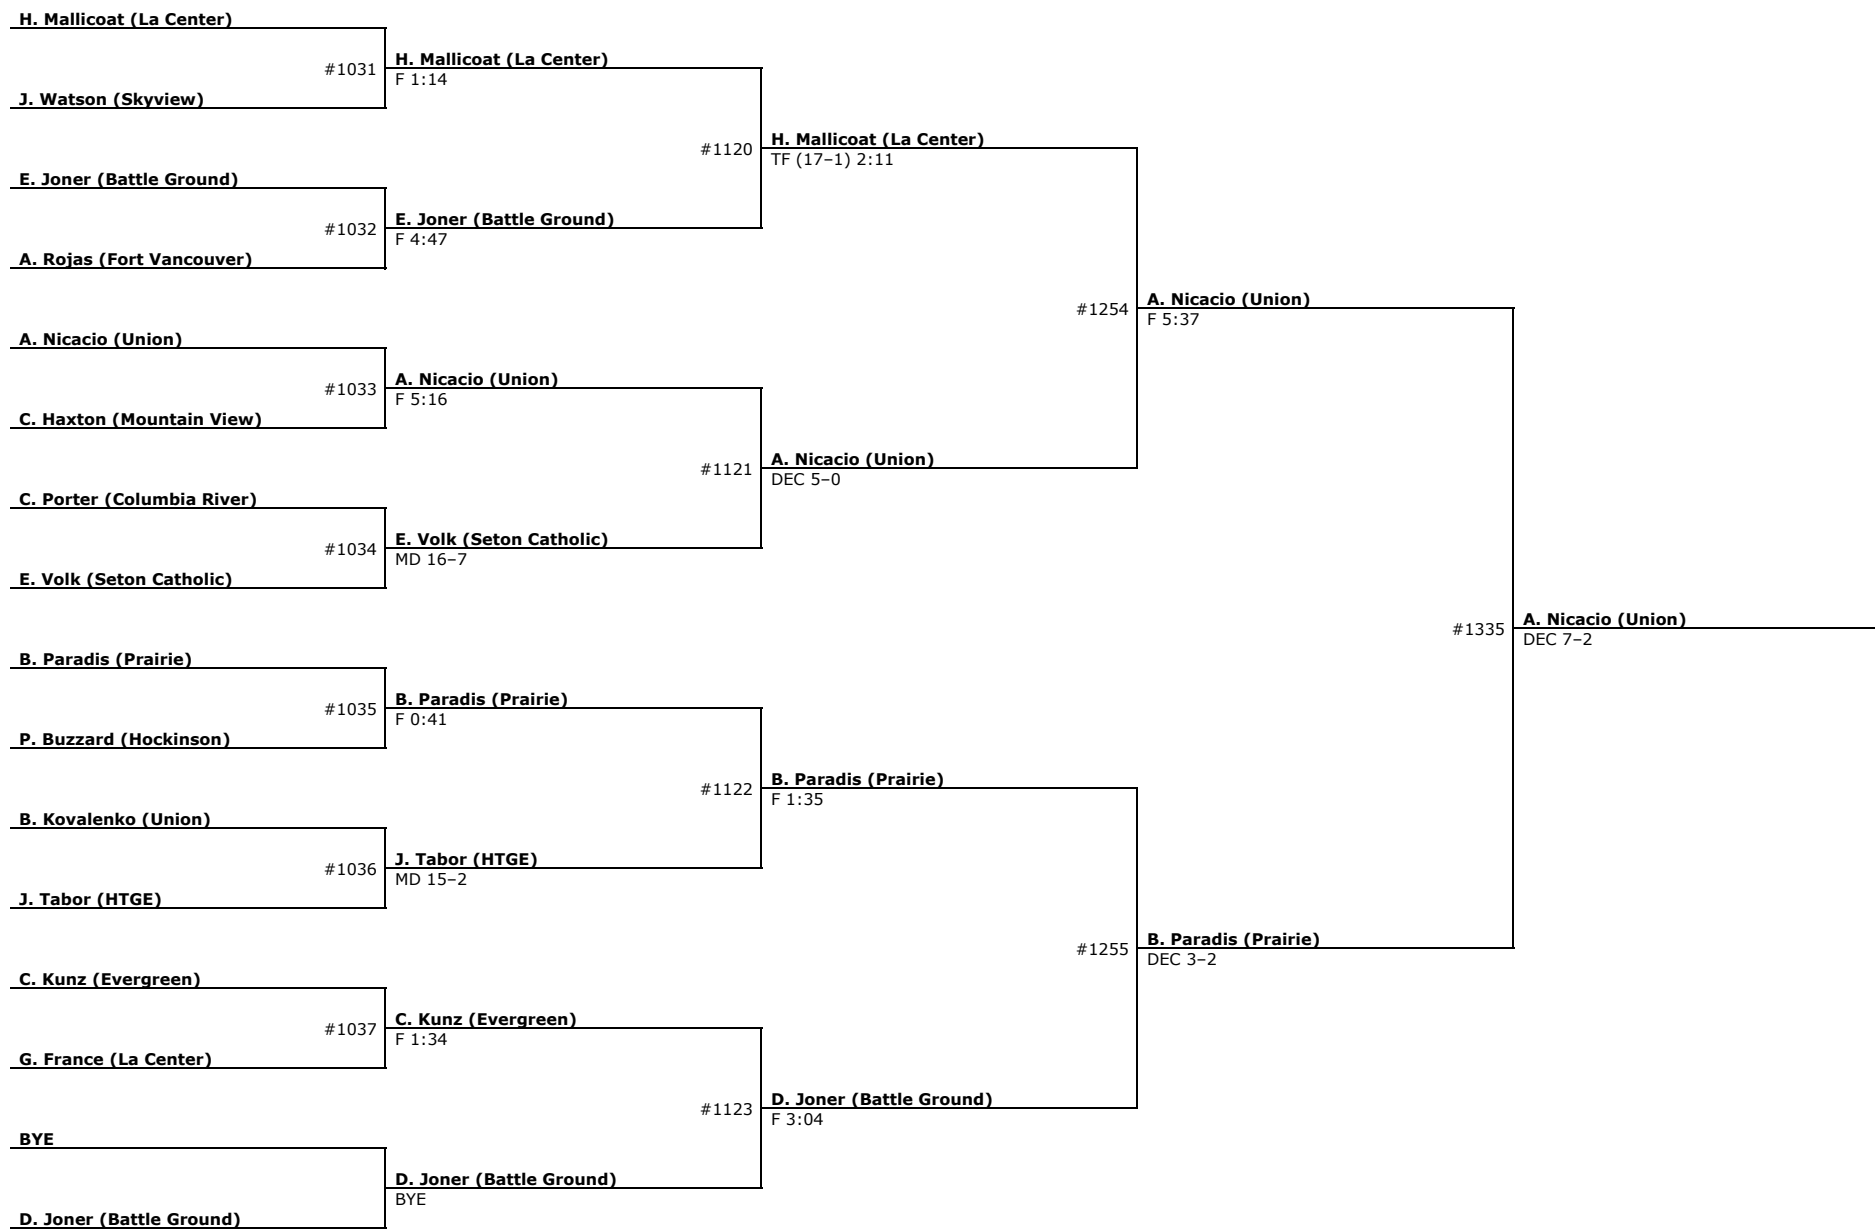 H. Mallicoat (La Center)
#1031
H. Mallicoat (La Center)
F 1:14
J. Watson (Skyview)
#1120
H. Mallicoat (La Center)
TF (17–1) 2:11
E. Joner (Battle Ground)
#1032
E. Joner (Battle Ground)
F 4:47
A. Rojas (Fort Vancouver)
#1254
A. Nicacio (Union)
F 5:37
A. Nicacio (Union)
#1033
A. Nicacio (Union)
F 5:16
C. Haxton (Mountain View)
#1121
A. Nicacio (Union)
DEC 5–0
C. Porter (Columbia River)
#1034
E. Volk (Seton Catholic)
MD 16–7
E. Volk (Seton Catholic)
#1335
A. Nicacio (Union)
DEC 7–2
B. Paradis (Prairie)
#1035
B. Paradis (Prairie)
F 0:41
P. Buzzard (Hockinson)
#1122
B. Paradis (Prairie)
F 1:35
B. Kovalenko (Union)
#1036
J. Tabor (HTGE)
MD 15–2
J. Tabor (HTGE)
#1255
B. Paradis (Prairie)
DEC 3–2
C. Kunz (Evergreen)
#1037
C. Kunz (Evergreen)
F 1:34
G. France (La Center)
#1123
D. Joner (Battle Ground)
F 3:04
BYE
D. Joner (Battle Ground)
BYE
D. Joner (Battle Ground)